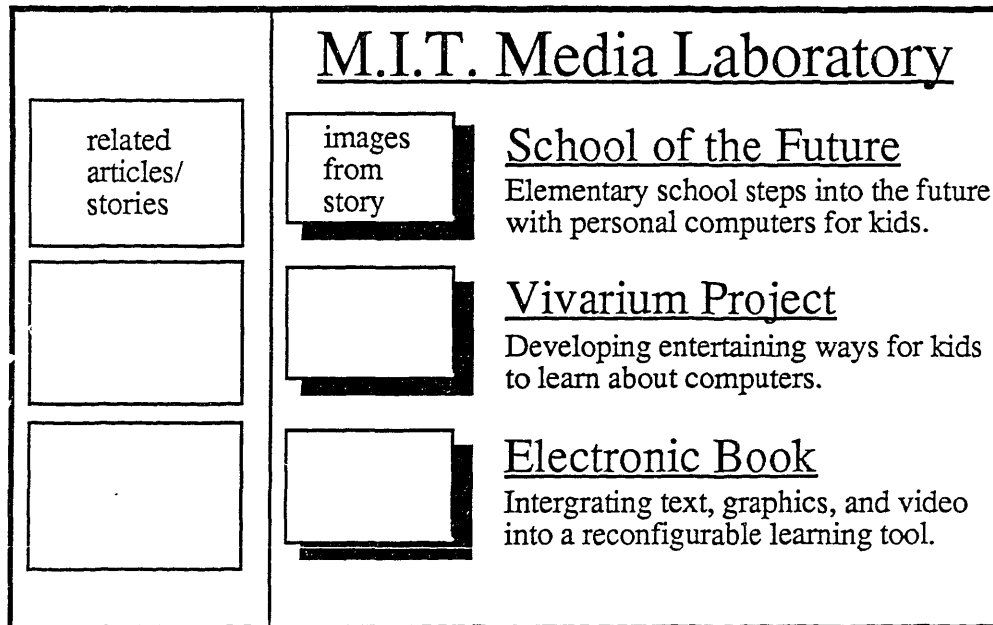 M.I.T. Media Laboratory
related
articles/
stories
images
from
story
School of the Future
Elementary school steps into the future
with personal computers for kids.
Vivarium Project
Developing entertaining ways for kids
to learn about computers.
Electronic Book
Intergrating text, graphics, and video
into a reconfigurable learning tool.